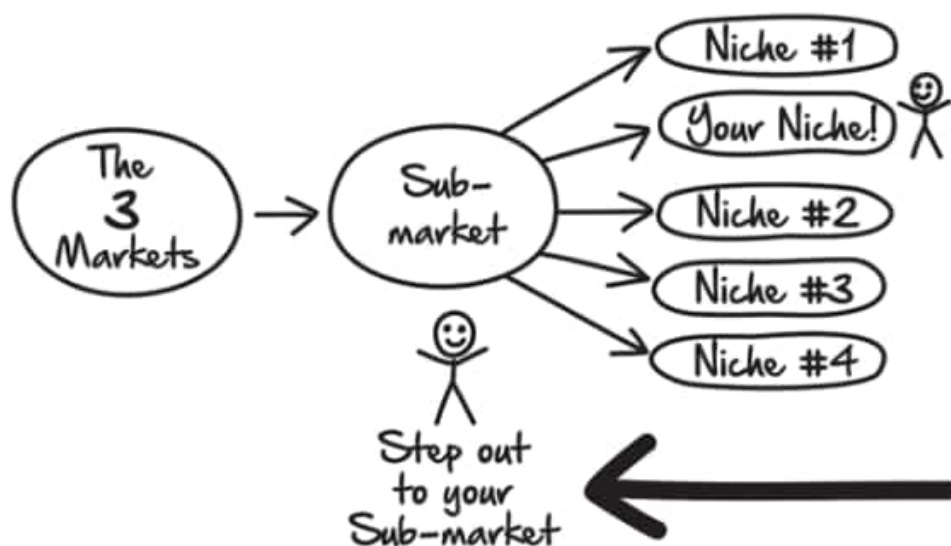 The
3
Markets
Sub-
market
Niche #1
Your Niche!
Niche #2
Niche #3
Niche #4
Step out
to your
Sub-market